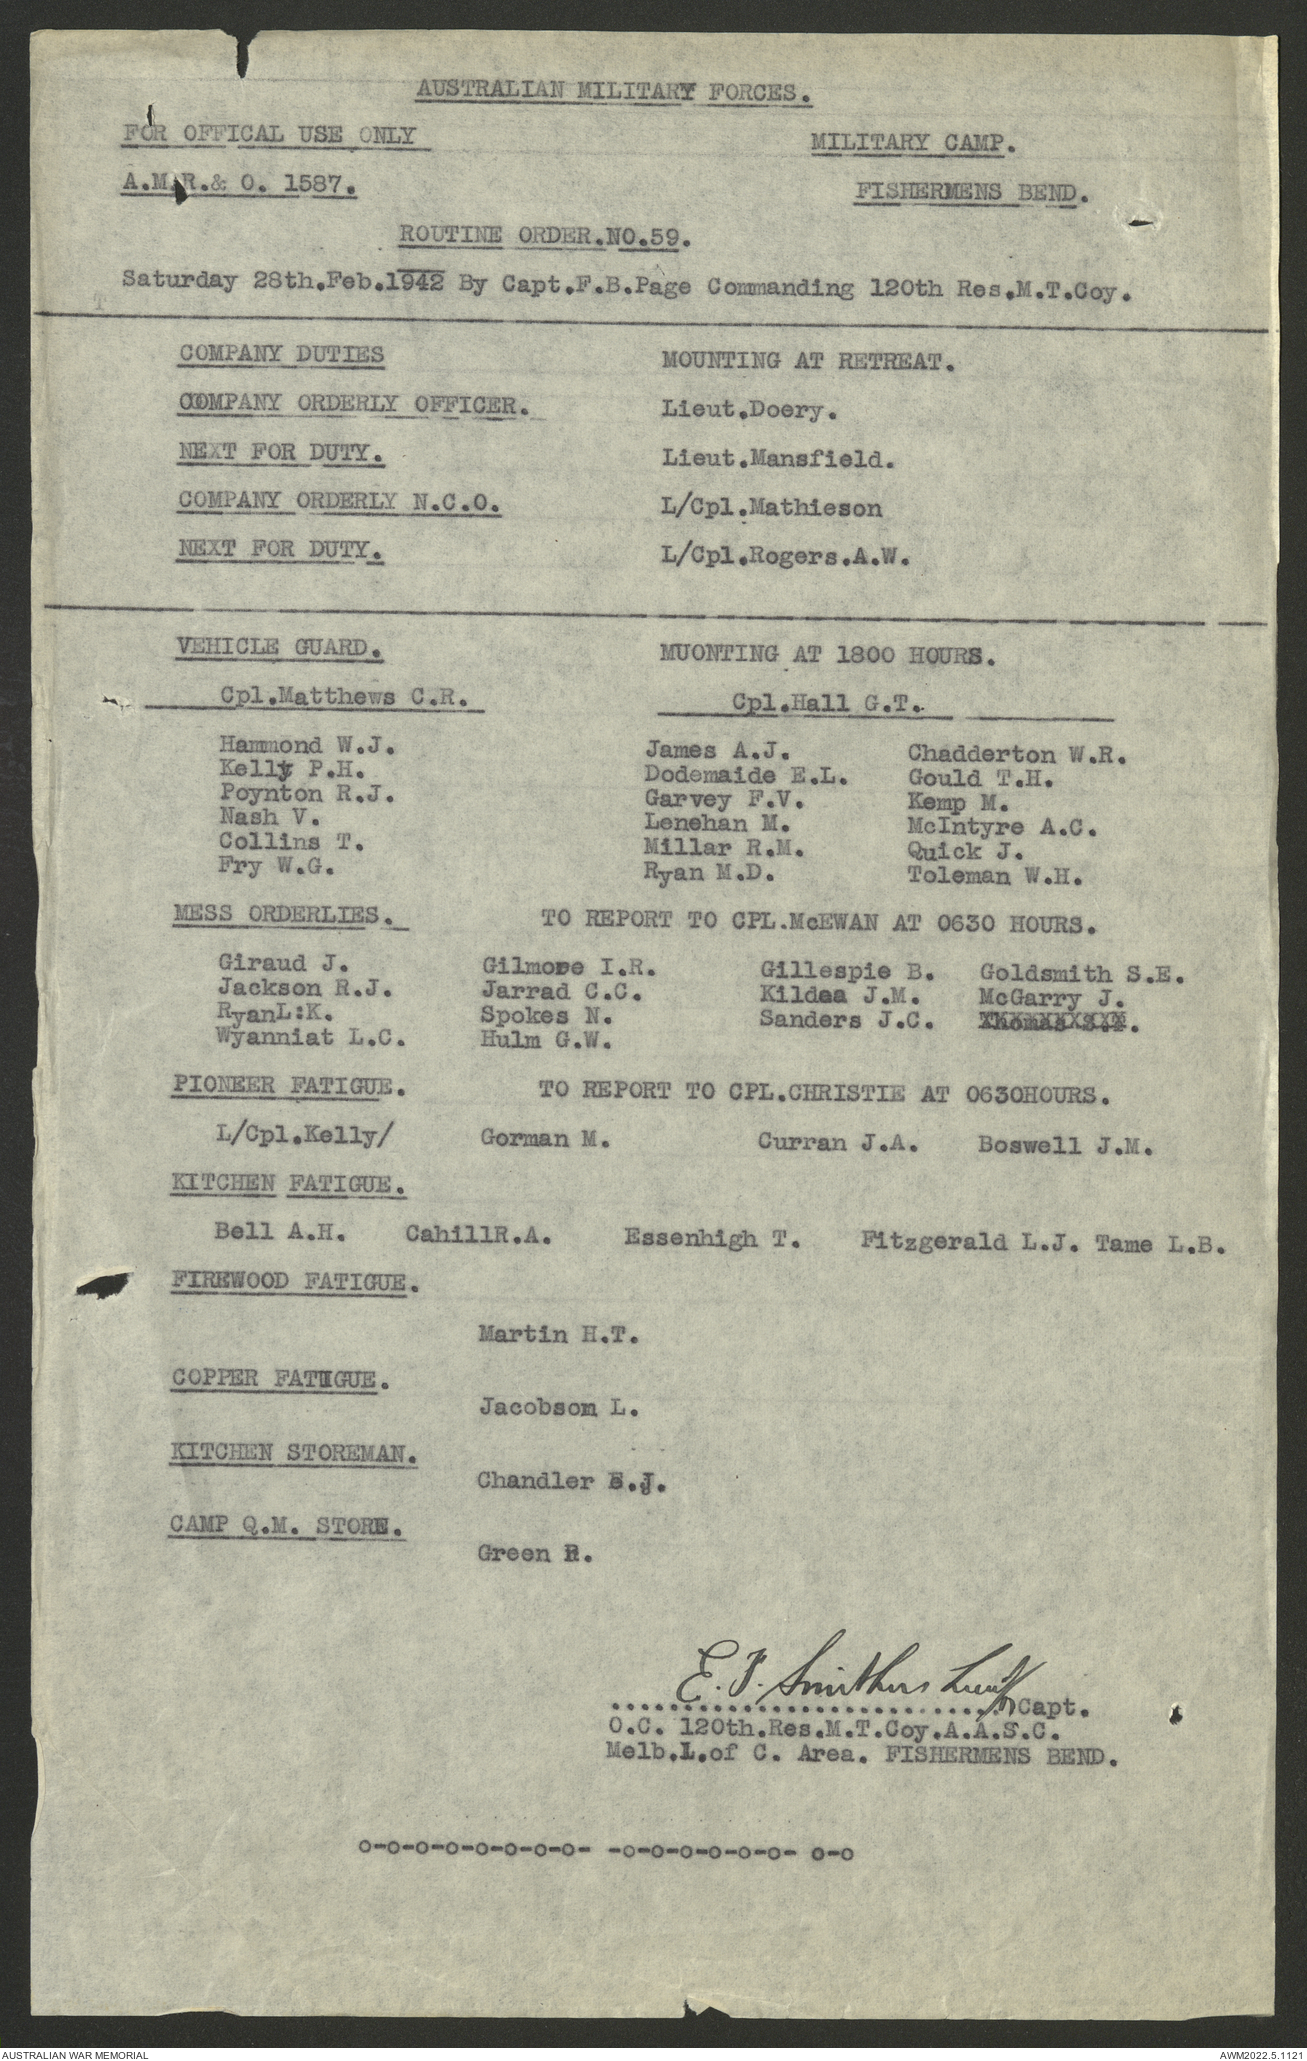 AUSTRALIAN MILITARY FORCES.
FOR OFFICAL USE ONLY MILITARY CAMP.
A.M.R.& O. 1587. FISHERMENS BEND.
ROUTINE ORDER.NO.59.
Saturday 28th.Feb.1942 By Capt.F.B.Page Commanding 120th Res.M.T.Coy.
T
COMPANY DUTIES MOUNTING AT RETREAT.
COMPANY ORDERLY OFFICER. Lieut.Doery.
NEXT FOR DUTY. Lieut.Mansfield.
COMPANY ORDERLY N.C.O. L/Cpl.Mathieson
NEXT FOR DUTY. L/Cpl.Rogers.A.W.
VEHICLE GUARD. MUONTING AT 1800 HOURS.
Cpl.Matthews C.R. Cpl.Hall G.T.
Hammond W.J. James A.J. Chadderton W.R.
Kelly P.H. Dodemaide E.L. Gould T.H.
Poynton R.J. Garvey F.V. Kemp M.
Nash V. Lenehan M. McIntyre A.C.
Collins T. Millar R.M. Quick J.
Fry W.G. Ryan M.D. Toleman W.H.
MESS ORDERLIES. TO REPORT TO CPL.McEWAN AT 0630 HOURS.
Giraud J. Gilmore I.R. Gillespie B. Goldsmith S.E.
Jackson R.J. Jarrad C.C. Kildea J.M. McGarry J.
RyanL:K. Spokes N. Sanders J.C.
Wyanniat L.C. Hulm G.W.
PIONEER FATIGUE. TO REPORT TO CPL.CHRISTIE AT 0630HOURS.
L/Cpl.Kelly/ Gorman M. Curran J.A. Boswell J.M.
KITCHEN FATIGUE.
Bell A.H. CahillR.A. Essenhigh T. Fitzgerald L.J. Tame L.B.
FIREWOOD FATIGUE.
Martin H.T.
COPPER FATIGUE.
Jacobson L.
KITCHEN STOREMAN.
Chandler E.J.
CAMP Q.M. STORE.
Green R.
E.F. Smithers Lieut
..............................Capt.
O.C. 120th.Res.M.T.Coy.A.A.S.C.
Melb.L.of C. Area. FISHERMENS BEND.
o-o-o-o-o-o-o-o- -o-o-o-o-o-o- o-o
AUSTRALIAN WAR MEMORIAL AWM2022.5.1121